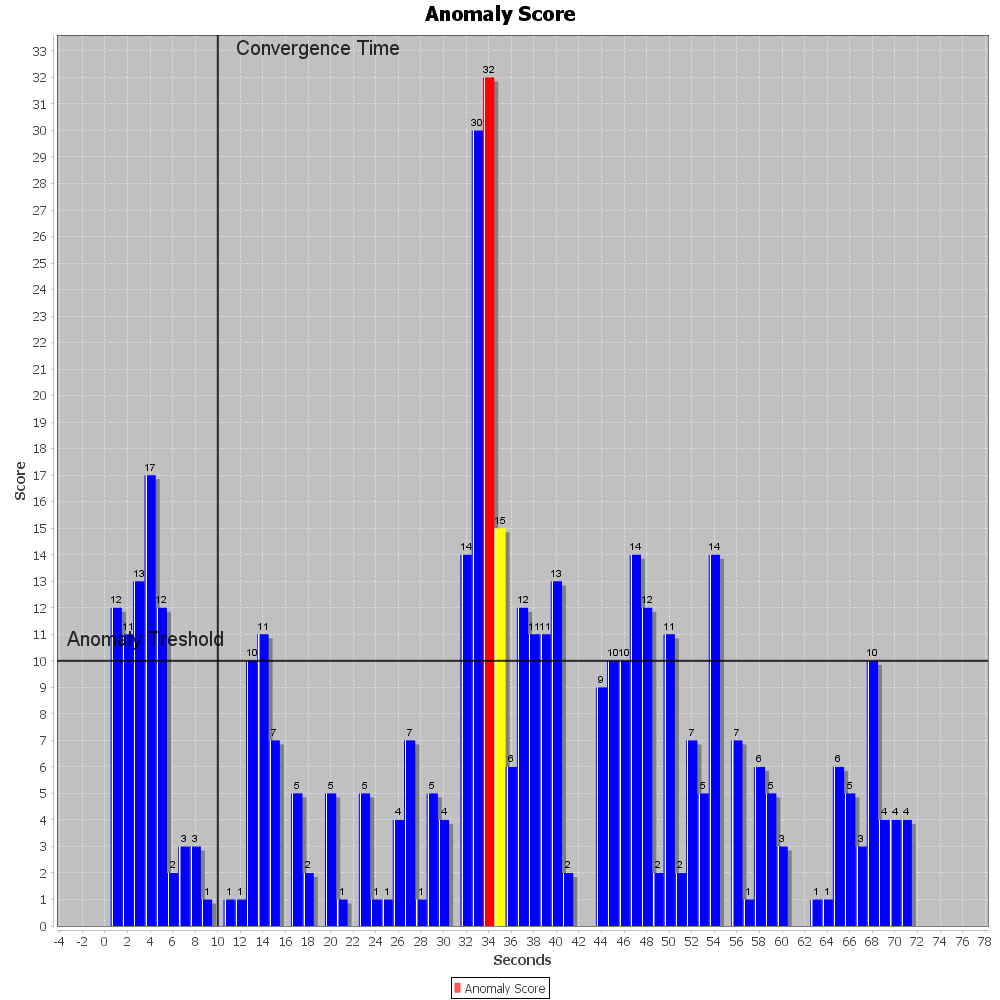 Anomaly Score
Convergence Time
33
32
32
31
30
30
29
28
27
26
25
24
23
22
21
20
19
18
17
17
16
15
15
14
14 14 14
13
13 13
12
12 12 12 12
11
11 11 11 11 11
Anomaly Treshold
10
10 10 10 10
9
9
8
7
7 7 7 7
6
6 6 6
5
5 5 5 5 5 5 5
4
4 4 4 4 4
3
3 3 3 3
2
2 2 2 2 2
1
1 1 1 1 1 1 1 1 1 1
0
-4 -2 0 2 4 6 8 10 12 14 16 18 20 22 24 26 28 30 32 34 36 38 40 42 44 46 48 50 52 54 56 58 60 62 64 66 68 70 72 74 76 78
Score
Seconds
Anomaly Score